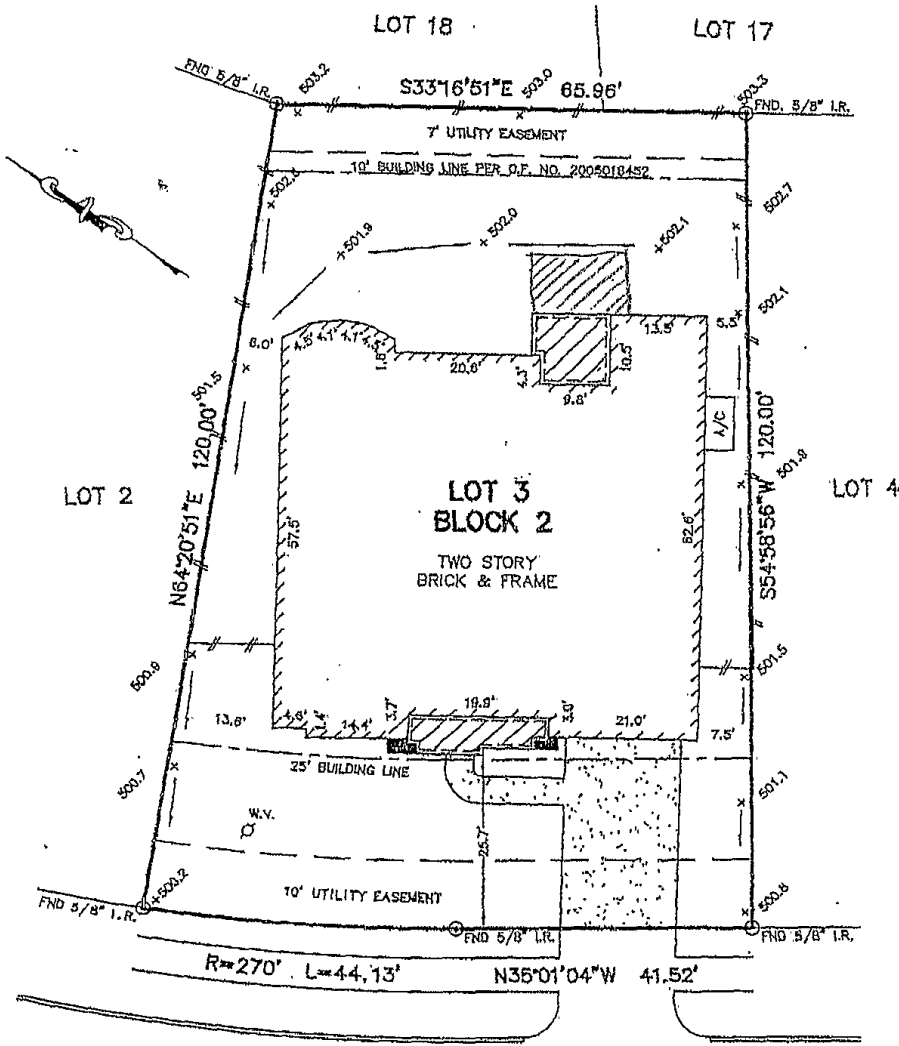 LOT 18
LOT 17
FND 5/8" I.R.
503.2
S33°16'51"E 65.96'
503.0
503.3
FND. 5/8" I.R.
7' UTILITY EASEMENT
10' BUILDING LINE PER O.F. NO. 2005018452
502.7
+501.9
502.0
+502.1
502.1
6.0'
4.5'
4.1'
4.1'
4.5'
1.6'
20.6'
4.3'
9.8'
10.5'
13.5'
5.5'
501.5
A/C
N64°20'51"E 120.00'
S54°58'56"W 120.00'
501.8
LOT 2
LOT 3
BLOCK 2
LOT 4
57.5'
62.6'
TWO STORY
BRICK & FRAME
500.9
501.5
13.6'
4.6'
1.4'
14.4'
3.7'
19.9'
3.0'
21.0'
7.5'
25' BUILDING LINE
500.7
501.1
W.V.
25.7'
10' UTILITY EASEMENT
+500.2
500.8
FND 5/8" I.R.
FND 5/8" I.R.
FND 5/8" I.R.
R=270' L=44.13'
N35°01'04"W 41.52'